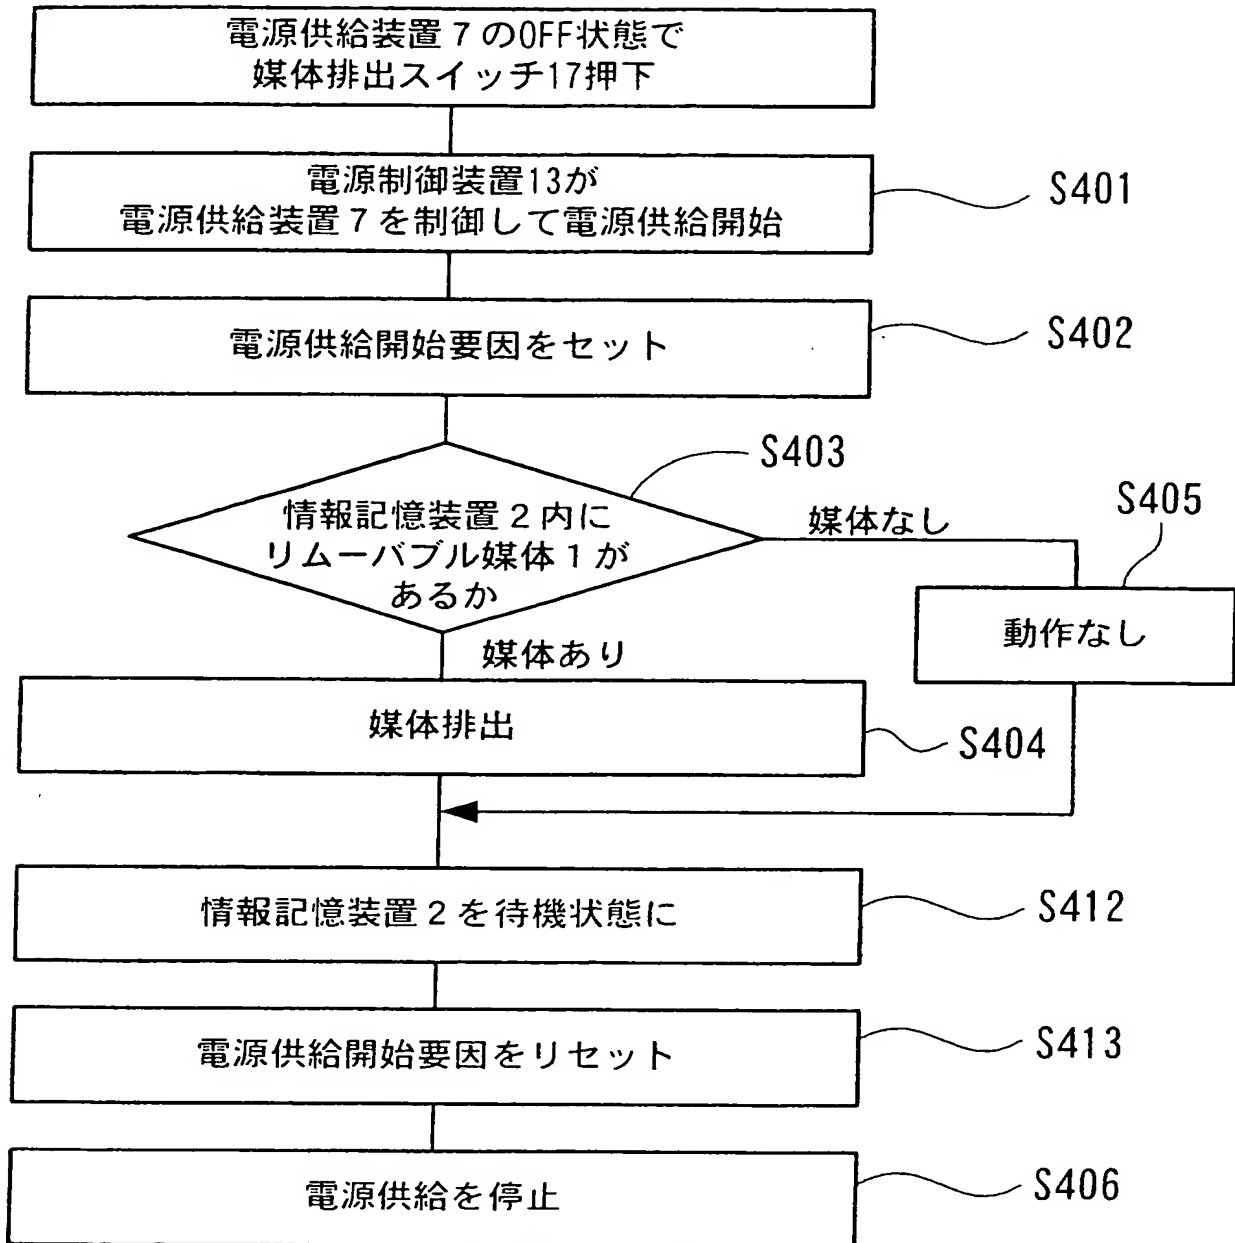 電源供給装置７のOFF状態で
媒体排出スイッチ17押下
電源制御装置13が
電源供給装置７を制御して電源供給開始
S401
電源供給開始要因をセット
S402
S403
情報記憶装置２内に
リムーバブル媒体１が
あるか
媒体なし
S405
動作なし
媒体あり
媒体排出
S404
情報記憶装置２を待機状態に
S412
電源供給開始要因をリセット
S413
電源供給を停止
S406